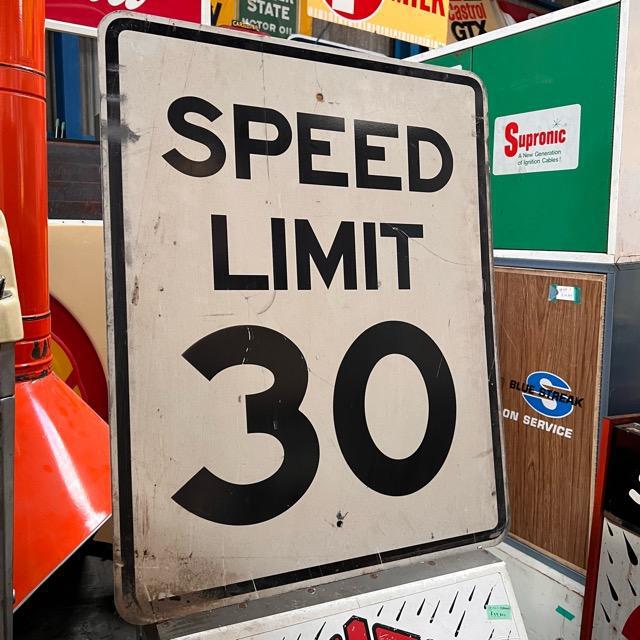 STATE
MOTOR OIL
Castrol
GTX
SPEED
LIMIT
30
Supronic
A New Generation
of Ignition Cables!
BLUE STREAK
ON SERVICE